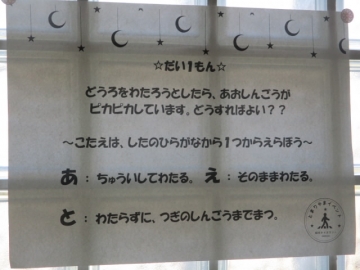 ☆だい1もん☆
どうろをわたろうとしたら、あおしんごうが
ピカピカしています。どうすればよい？？
～こたえは、したのひらがなから1つからえらぼう～
あ：ちゅういしてわたる。え：そのままわたる。
と：わたらずに、つぎのしんごうまでまつ。